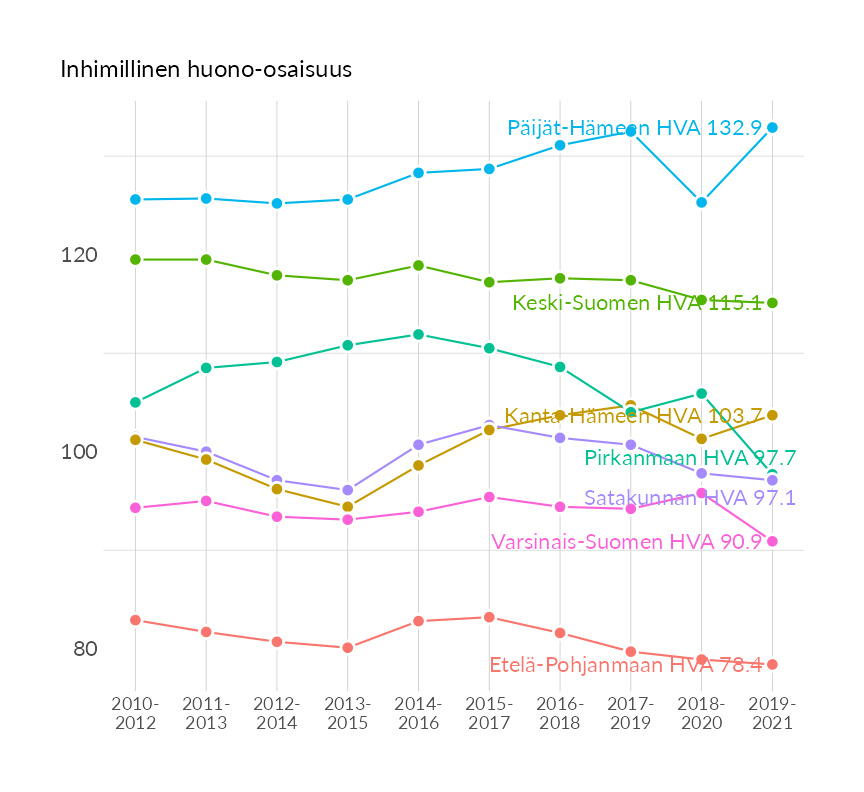 Inhimillinen huono-osaisuus
Päijät-Hämeen HVA 132.9
120
Keski-Suomen HVA 115.1
Kanta-Hämeen HVA 103.7
100
Pirkanmaan HVA 97.7
Satakunnan HVA 97.1
Varsinais-Suomen HVA 90.9
80
Etelä-Pohjanmaan HVA 78.4
2010- 2011- 2012- 2013- 2014- 2015- 2016- 2017- 2018- 2019-
2012 2013 2014 2015 2016 2017 2018 2019 2020 2021